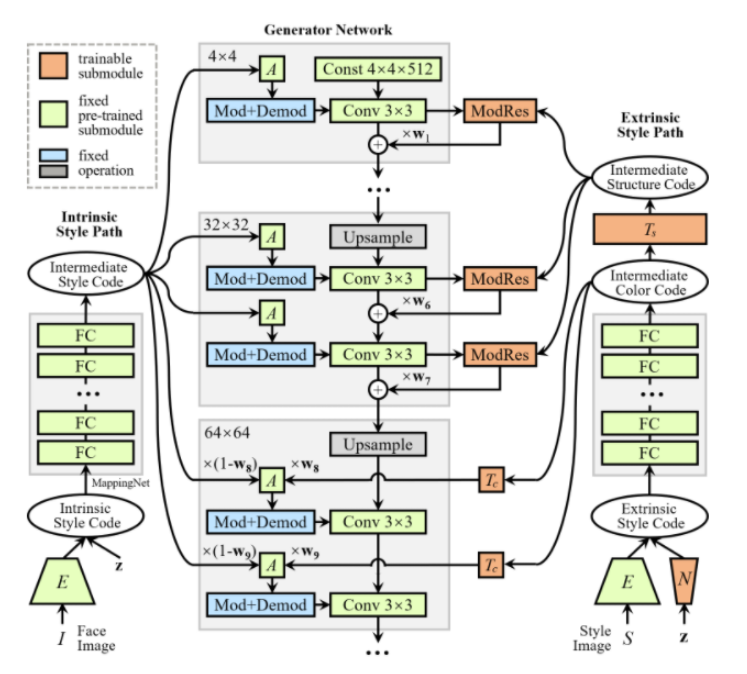 Generator Network
trainable
submodule
fixed
pre-trained
submodule
fixed
operation
4×4
A
Const 4×4×512
Mod+Demod
Conv 3×3
ModRes
×w₁
+
...
32×32
A
Upsample
Mod+Demod
Conv 3×3
ModRes
×w₆
+
A
Mod+Demod
Conv 3×3
ModRes
×w₇
+
64×64
Upsample
×(1-w₈)
A
×w₈
T꜀
Mod+Demod
Conv 3×3
×(1-w₉)
A
×w₉
T꜀
Mod+Demod
Conv 3×3
...
Intrinsic
Style Path
Intermediate
Style Code
FC
FC
...
FC
FC
MappingNet
Intrinsic
Style Code
E
z
I
Face
Image
Extrinsic
Style Path
Intermediate
Structure Code
Tₛ
Intermediate
Color Code
FC
FC
...
FC
FC
Extrinsic
Style Code
E
N
Style
Image
S
z